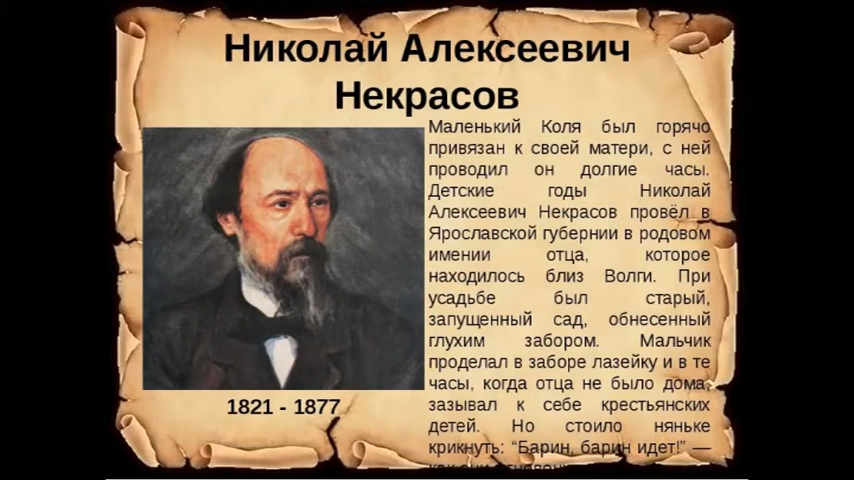 Николай Алексеевич
Некрасов
Маленький Коля был горячо
привязан к своей матери, с ней
проводил он долгие часы.
Детские годы Николай
Алексеевич Некрасов провёл в
Ярославской губернии в родовом
имении отца, которое
находилось близ Волги. При
усадьбе был старый,
запущенный сад, обнесенный
глухим забором. Мальчик
проделал в заборе лазейку и в те
часы, когда отца не было дома,
зазывал к себе крестьянских
детей. Но стоило няньке
крикнуть: “Барин, барин идет!” —
1821 - 1877